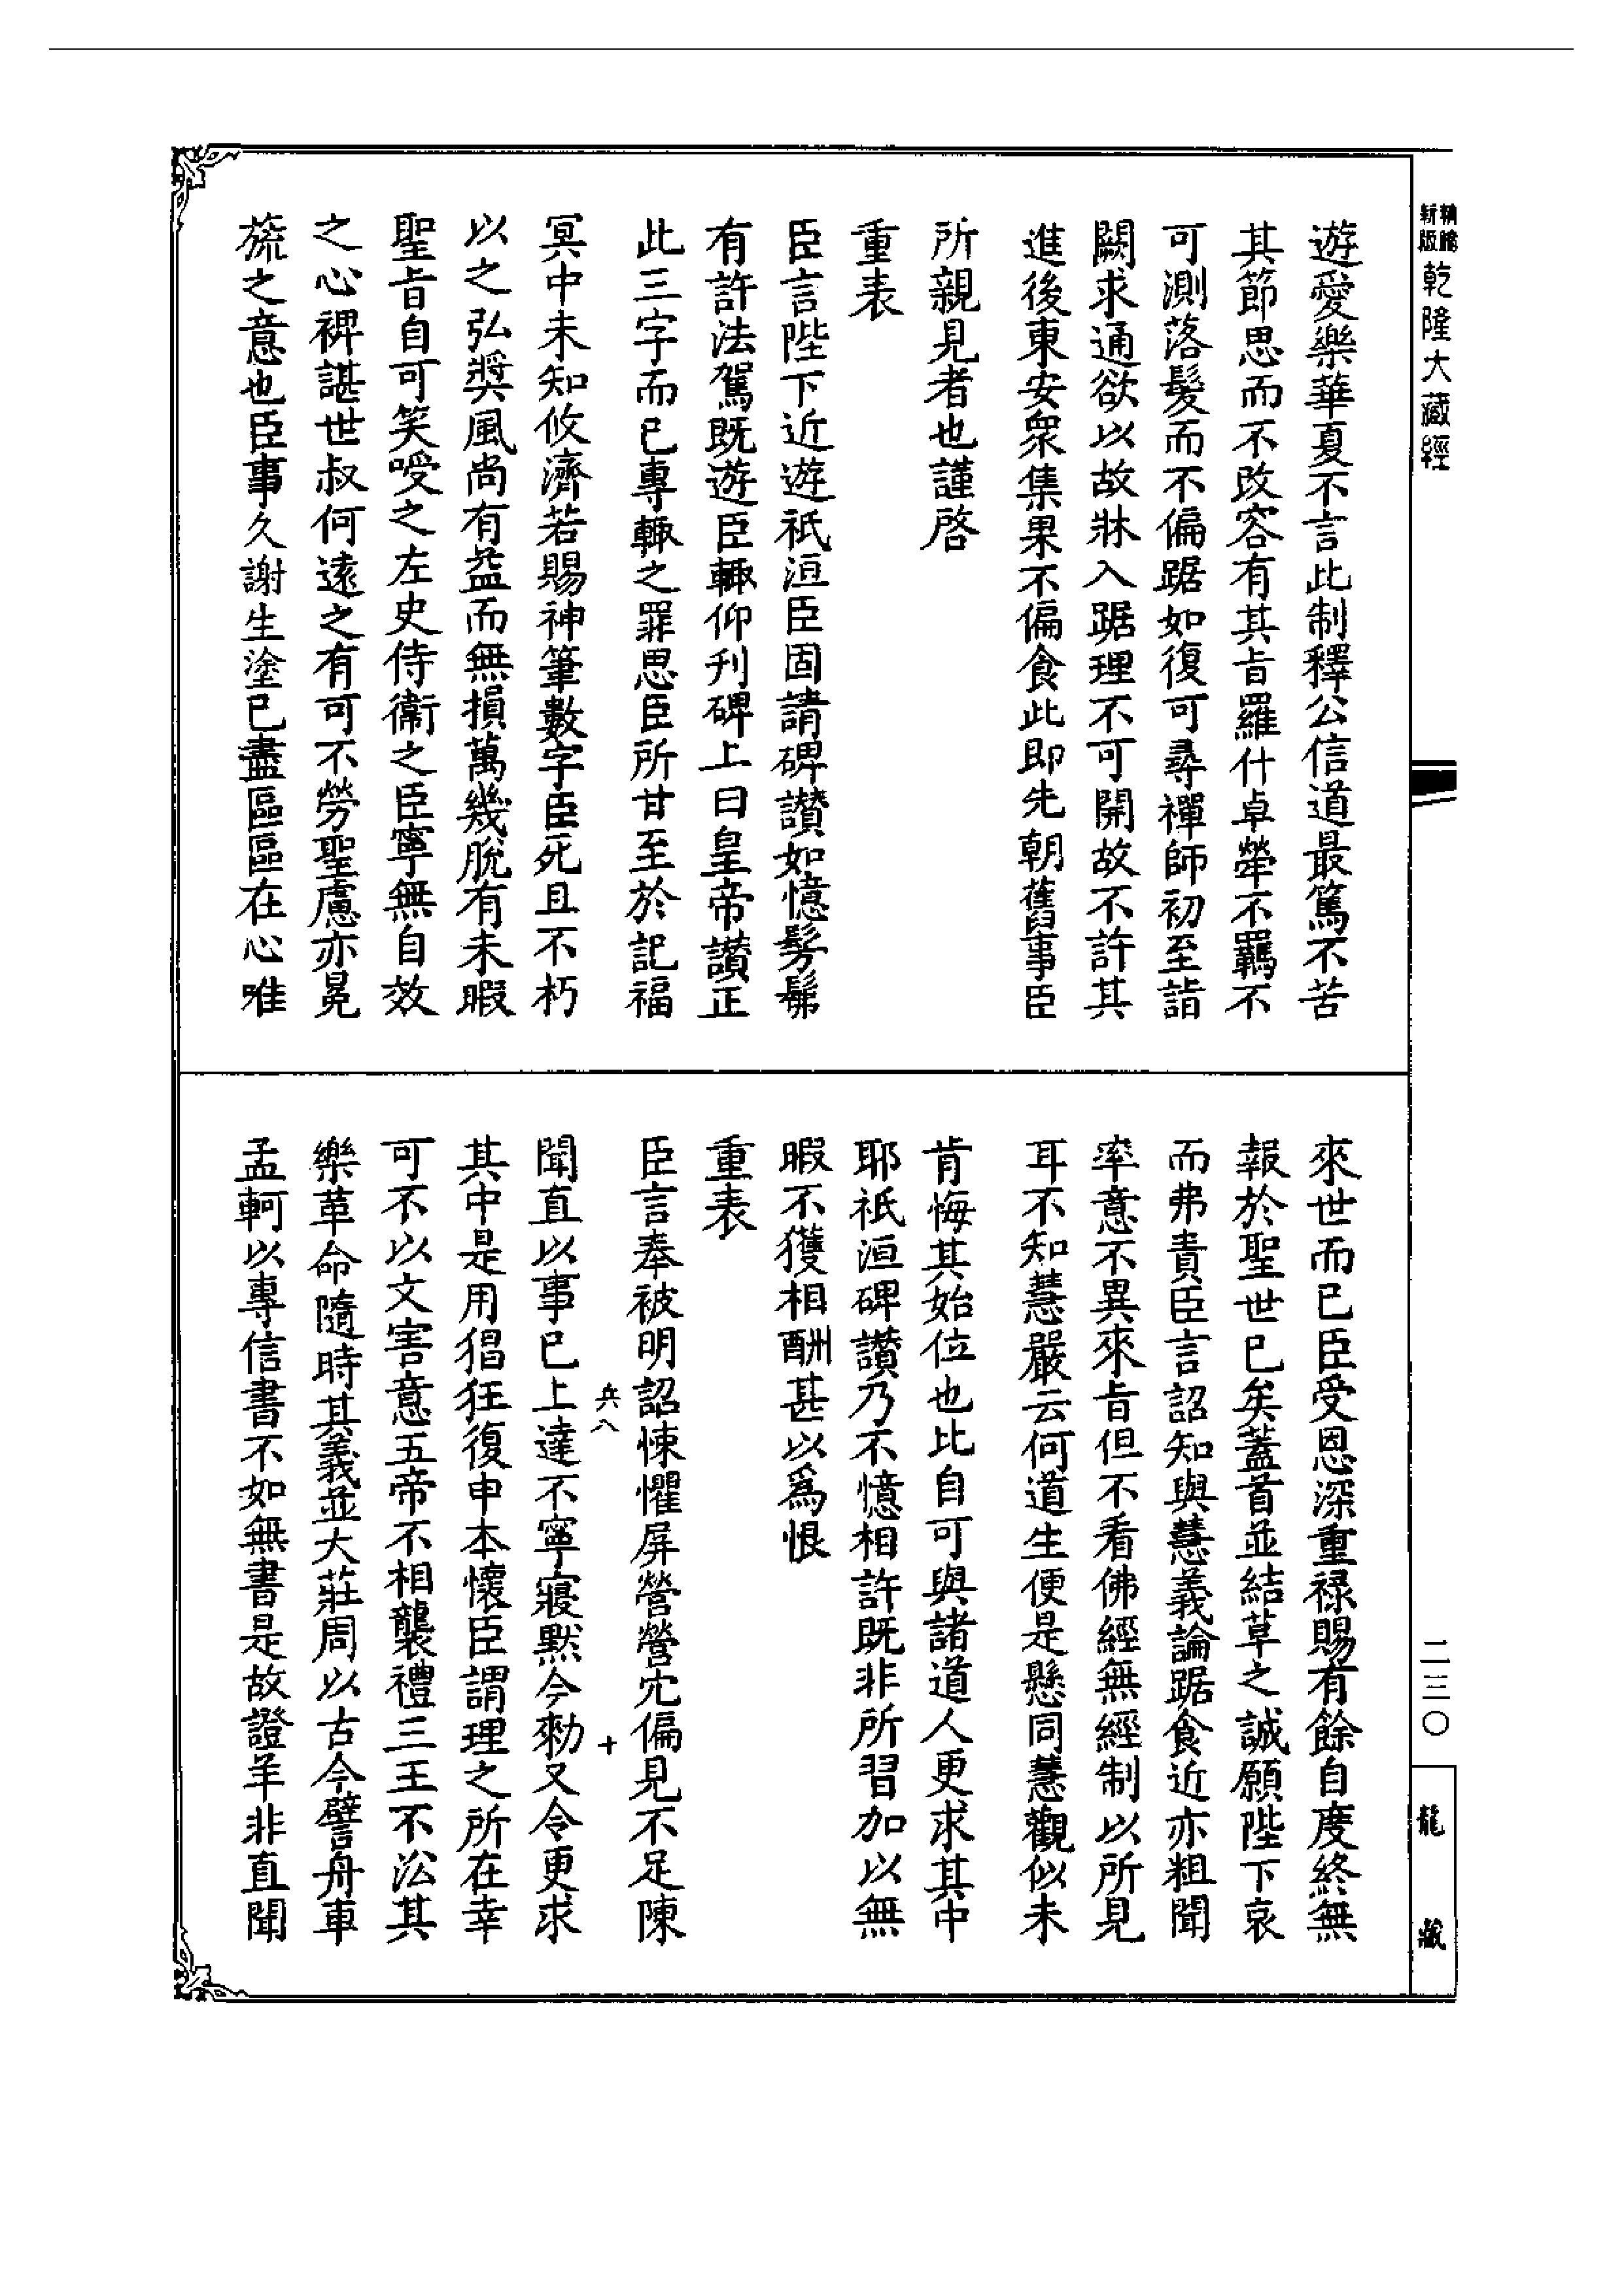 精縮
新版
乾隆大藏經
遊愛樂華夏不言此制釋公信道最篤不苦
其節思而不改容有其旨羅什卓犖不羈不
可測落髮而不偏踞如復可尋禪師初至詣
闕求通欲以故牀入踞理不可開故不許其
進後東安眾集果不偏食此即先朝舊事臣
所親見者也謹啓
重表
臣言陛下近遊祇洹臣固請碑讃如憶髣髴
有許法駕既遊臣輙仰刊碑上曰皇帝讃正
此三字而已專輙之罪思臣所甘至於記福
冥中未知攸濟若賜神筆數字臣死且不朽
以之弘奬風尚有益而無損萬幾脫有未暇
聖旨自可笑噯之左史侍衞之臣寧無自效
之心裨諶世叔何遠之有可不勞聖慮亦冕
旒之意也臣事久謝生塗已盡區區在心唯
來世而已臣受恩深重祿賜有餘自度終無
報於聖世已矣蓋首並結草之誠願陛下哀
而弗責臣言詔知與慧義論踞食近亦粗聞
率意不異來旨但不看佛經無經制以所見
耳不知慧嚴云何道生便是懸同慧觀似未
肯悔其始位也比自可與諸道人更求其中
耶祇洹碑讃乃不憶相許既非所習加以無
暇不獲相酬甚以爲恨
重表
臣言奉被明詔悚懼屏營營宂偏見不足陳
兵八
十
聞直以事已上達不寧寢默今勑又令更求
其中是用猖狂復申本懷臣謂理之所在幸
可不以文害意五帝不相襲禮三王不㳂其
樂革命隨時其義並大莊周以古今譬舟車
孟軻以專信書不如無書是故證羊非直聞
二三〇
龍藏